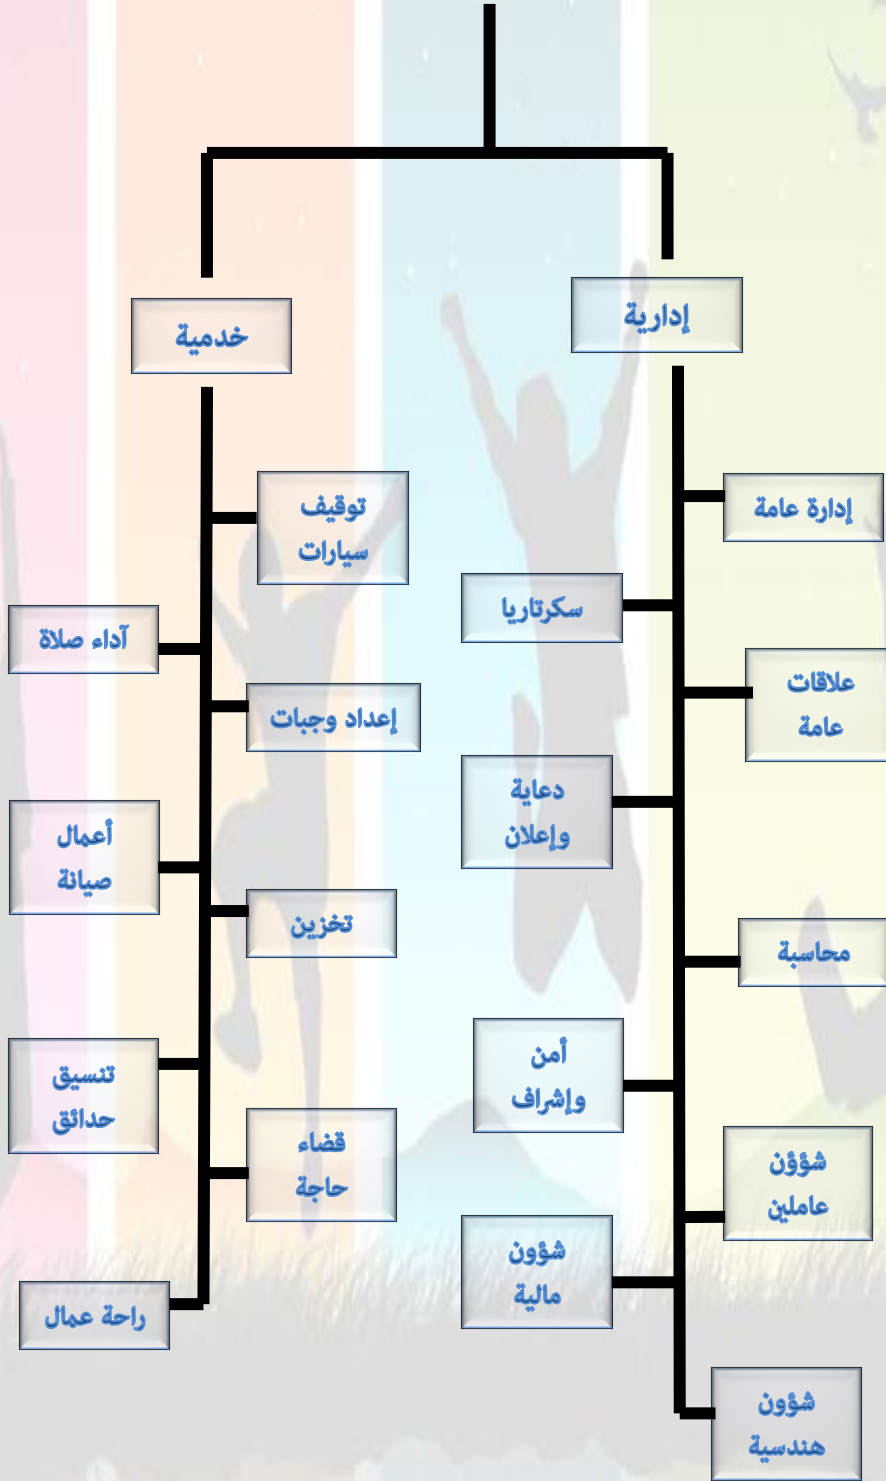 إدارية
خدمية
إدارة عامة
سكرتاريا
علاقات
عامة
دعاية
وإعلان
محاسبة
أمن
وإشراف
شؤؤن
عاملين
شؤون
مالية
شؤون
هندسية
توقيف
سيارات
آداء صلاة
إعداد وجبات
أعمال
صيانة
تخزين
تنسيق
حدائق
قضاء
حاجة
راحة عمال